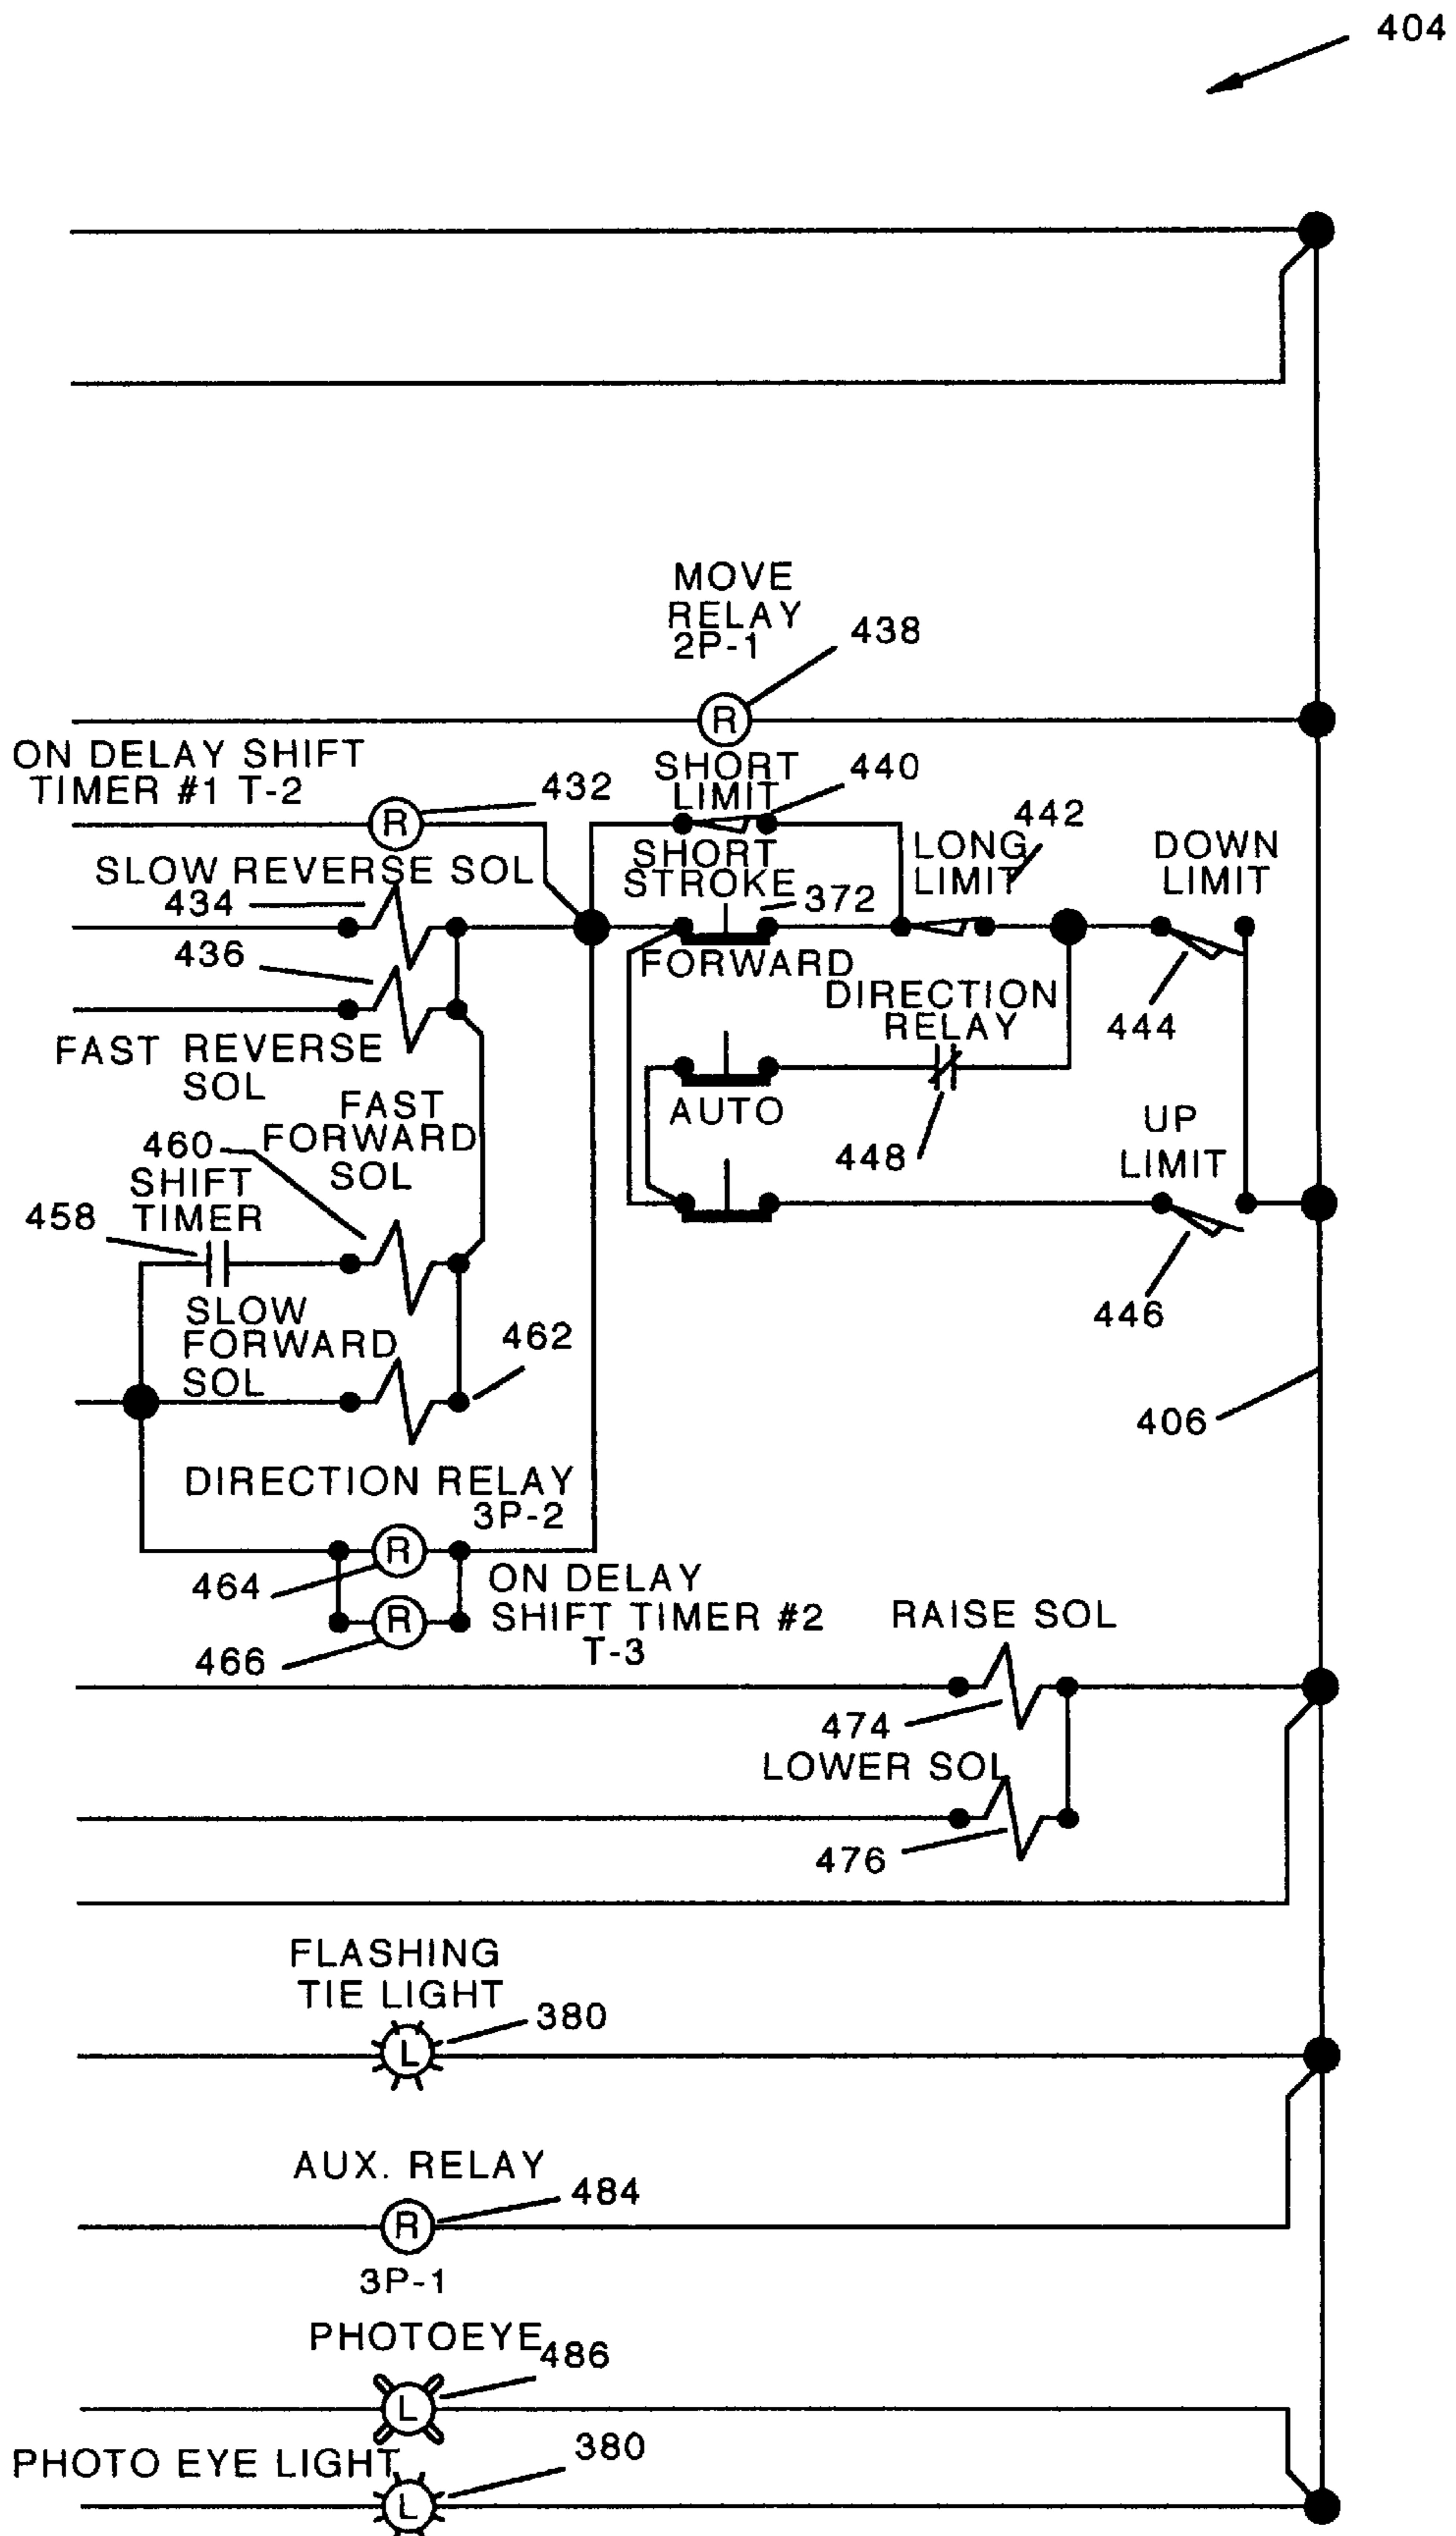 404
MOVE
RELAY
2P-1
438
R
ON DELAY SHIFT
TIMER #1 T-2
432
R
SHORT
LIMIT
440
SLOW REVERSE SOL
434
436
SHORT
STROKE
372
LONG
LIMIT
442
DOWN
LIMIT
FORWARD
DIRECTION
RELAY
444
FAST REVERSE
SOL
AUTO
448
UP
LIMIT
446
FAST
FORWARD
SOL
460
SHIFT
TIMER
458
SLOW
FORWARD
SOL
462
406
DIRECTION RELAY
3P-2
R
464
ON DELAY
SHIFT TIMER #2
T-3
R
466
RAISE SOL
474
LOWER SOL
476
FLASHING
TIE LIGHT
380
L
AUX. RELAY
484
R
3P-1
PHOTOEYE
486
L
PHOTO EYE LIGHT
380
L